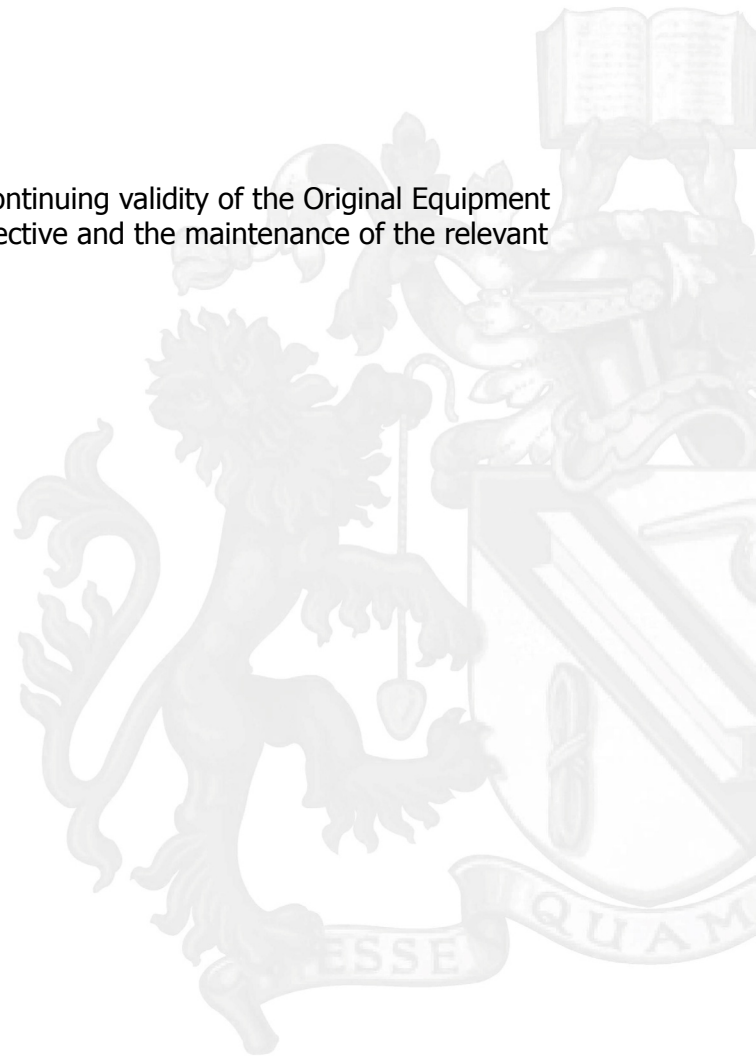 ontinuing validity of the Original Equipment
ective and the maintenance of the relevant
ESSE QUAM